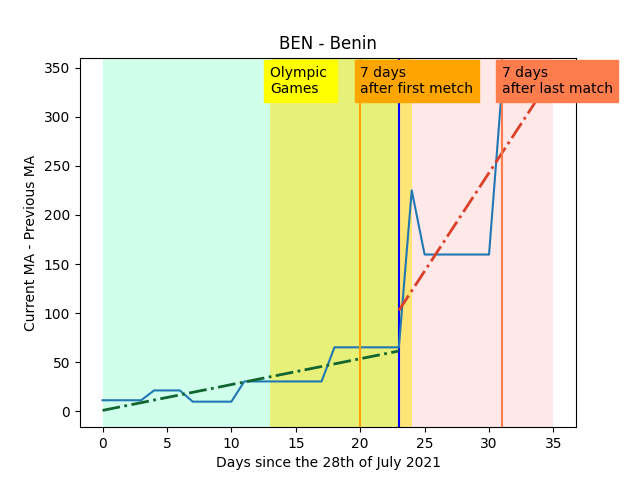 BEN - Benin
Olympic
Games
7 days
after first metch
7 days
after last match
Current MA - Previous MA
350
300
250
200
150
100
50
0
0 5 10 15 20 25 30 35
Days since the 28th of July 2021